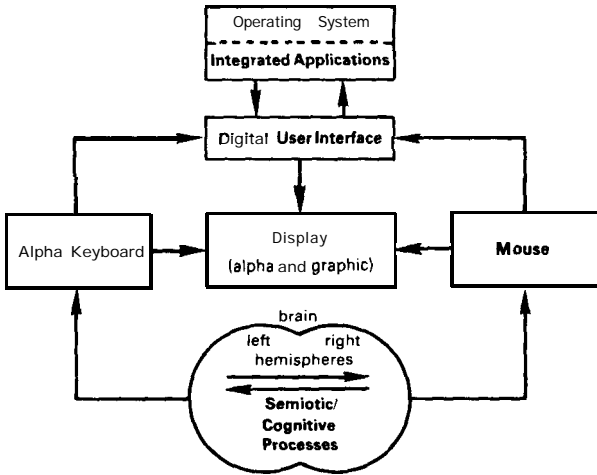 Operating System
Integrated Applications
Digital User Interface
Alpha Keyboard
Display
(alpha and graphic)
Mouse
brain
left right
hemispheres
Semiotic/
Cognitive
Processes